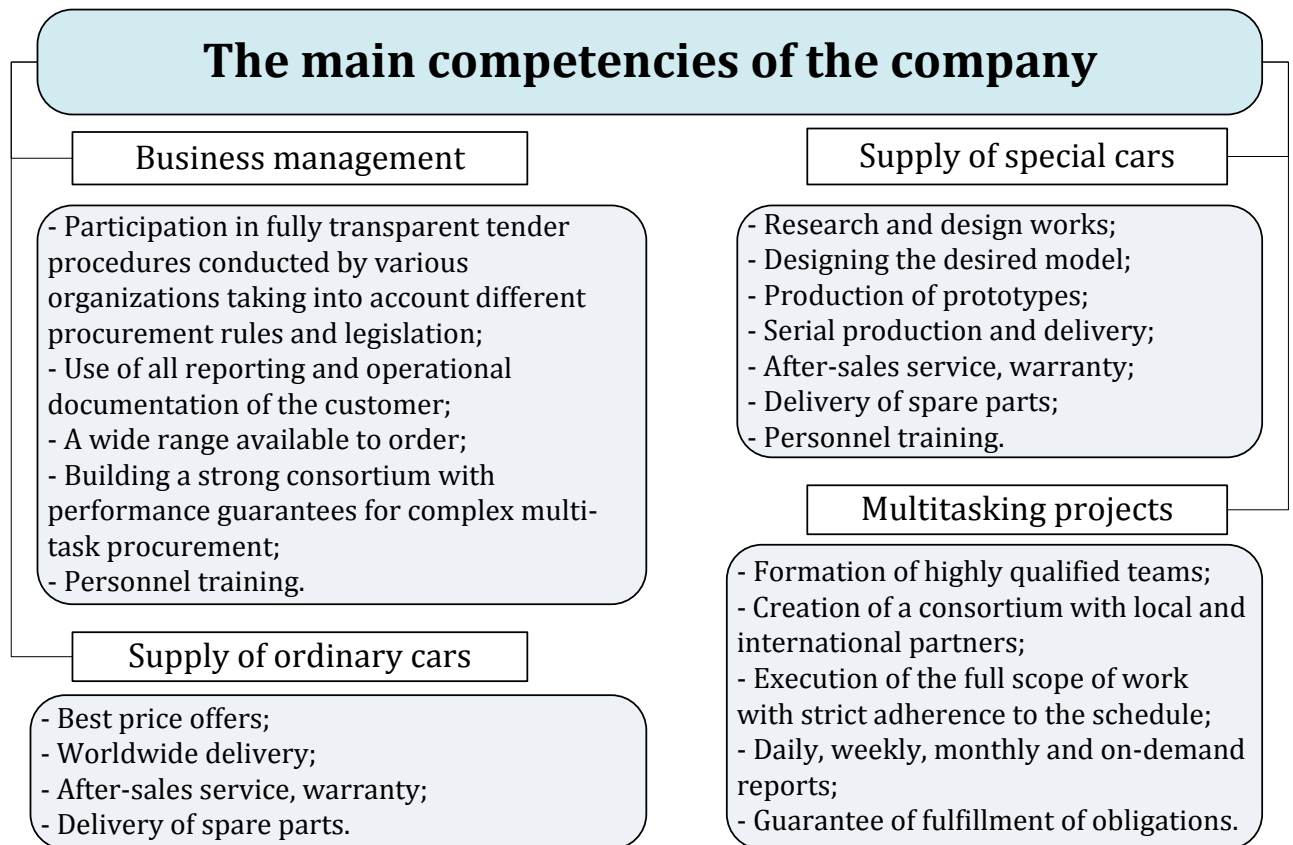 The main competencies of the company
Business management
- Participation in fully transparent tender
procedures conducted by various
organizations taking into account different
procurement rules and legislation;
- Use of all reporting and operational
documentation of the customer;
- A wide range available to order;
- Building a strong consortium with
performance guarantees for complex multi-
task procurement;
- Personnel training.
Supply of ordinary cars
- Best price offers;
- Worldwide delivery;
- After-sales service, warranty;
- Delivery of spare parts.
Supply of special cars
- Research and design works;
- Designing the desired model;
- Production of prototypes;
- Serial production and delivery;
- After-sales service, warranty;
- Delivery of spare parts;
- Personnel training.
Multitasking projects
- Formation of highly qualified teams;
- Creation of a consortium with local and
international partners;
- Execution of the full scope of work
with strict adherence to the schedule;
- Daily, weekly, monthly and on-demand
reports;
- Guarantee of fulfillment of obligations.